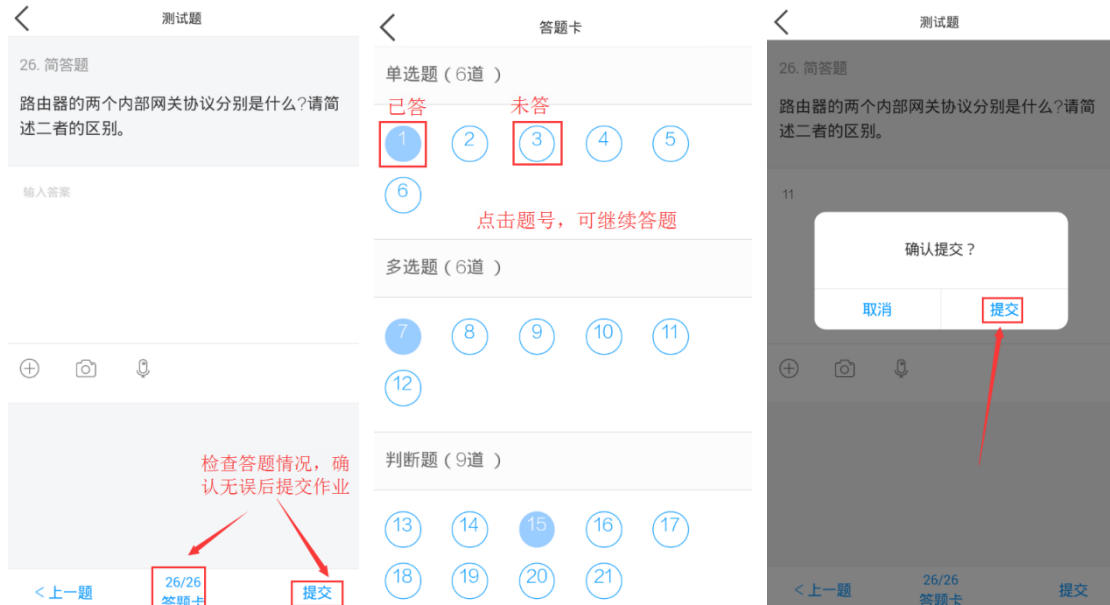 测试题
26. 简答题
路由器的两个内部网关协议分别是什么?请简
述二者的区别。
输入答案
检查答题情况，确
认无误后提交作业
<上一题
26/26
答题卡
提交
答题卡
单选题（6道 ）
已答
未答
1 2 3 4 5
6
点击题号，可继续答题
多选题（6道 ）
7 8 9 10 11
12
判断题（9道 ）
13 14 15 16 17
18 19 20 21
测试题
26. 简答题
路由器的两个内部网关协议分别是什么?请简
述二者的区别。
11
确认提交？
取消
提交
<上一题
26/26
答题卡
提交